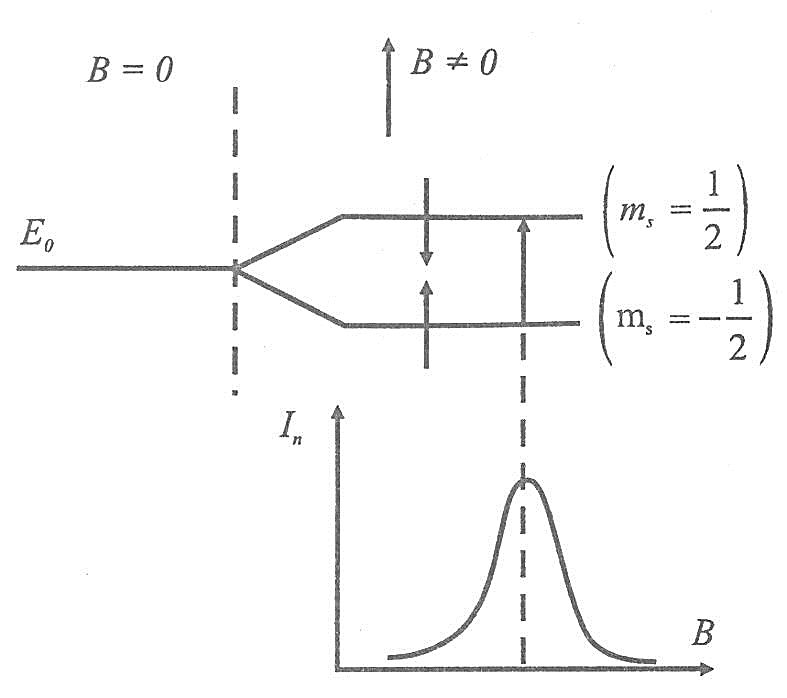 B = 0
B ≠ 0
E₀
(mₛ = 1/2)
(mₛ = −1/2)
Iₙ
B